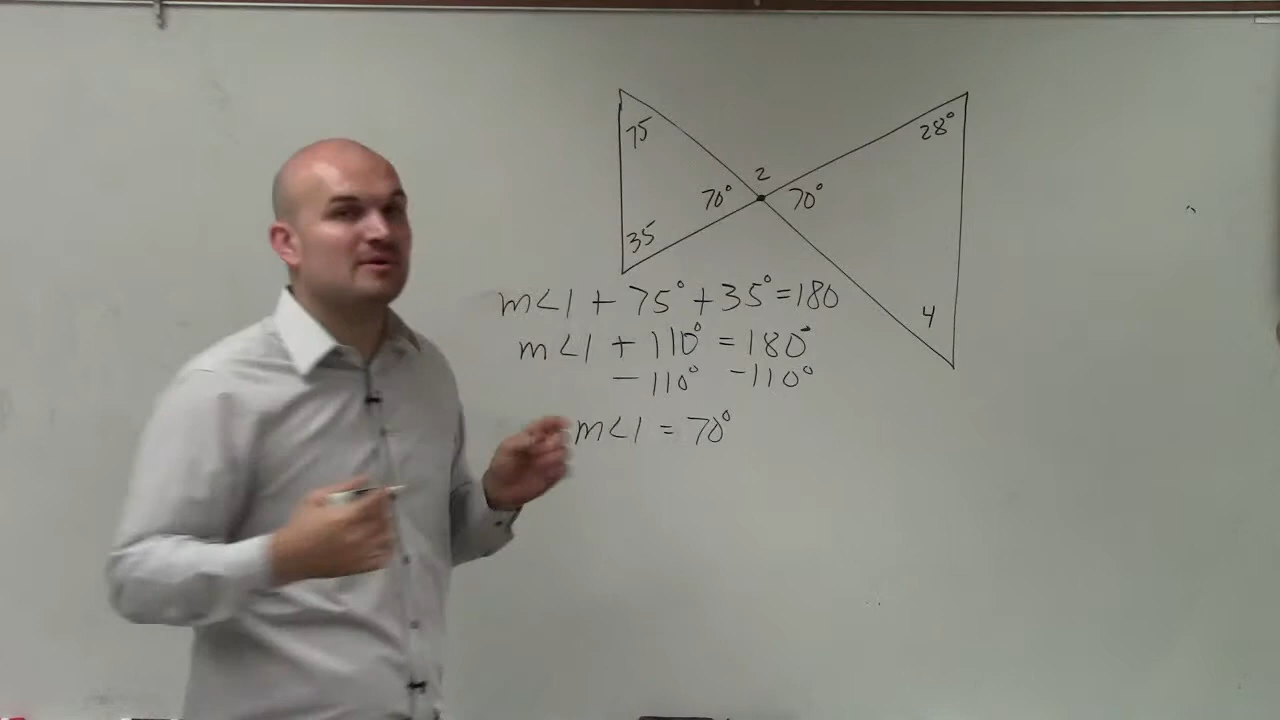 75
28°
2
70°
70°
35
4
m<1 + 75° + 35° = 180
m<1 + 110° = 180°
- 110° - 110°
m<1 = 70°